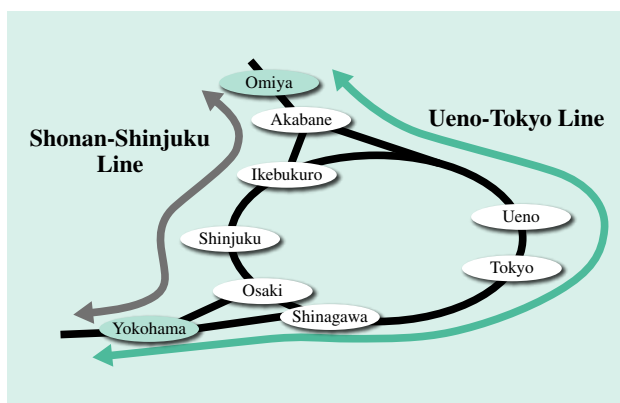 Omiya
Akabane
Ueno-Tokyo Line
Shonan-Shinjuku
Line
Ikebukuro
Ueno
Shinjuku
Tokyo
Osaki
Shinagawa
Yokohama